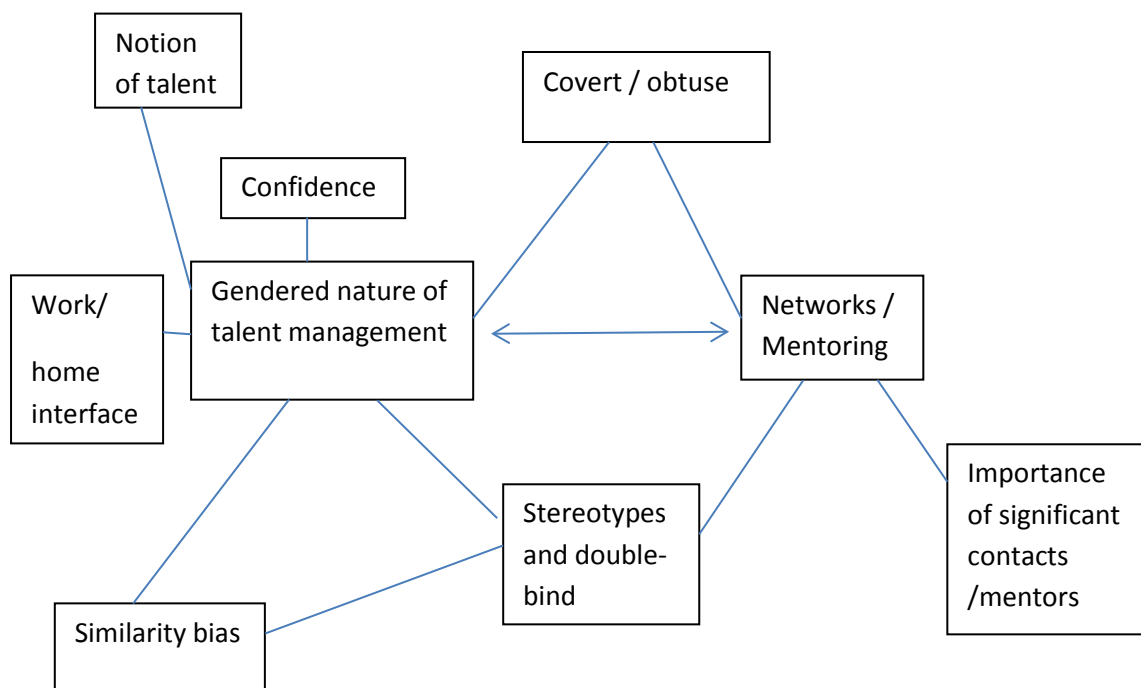 Notion
of talent
Covert / obtuse
Confidence
Work/
home
interface
Gendered nature of
talent management
Networks /
Mentoring
Stereotypes
and double-
bind
Importance
of significant
contacts
/mentors
Similarity bias